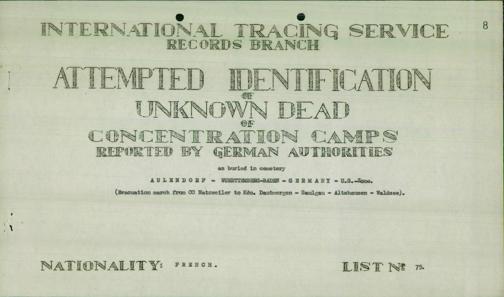 8
INTERNATIONAL TRACING SERVICE
RECORDS BRANCH
ATTEMPTED IDENTIFICATION
OF
UNKNOWN DEAD
OF
CONCENTRATION CAMPS
REPORTED BY GERMAN AUTHORITIES
as buried in cemetery
AULENDORF - WURTTEMBERG-BADEN - GERMANY - U.S.-Zone.
(Evacuation march from CC Natzweiler to Kdo. Dautmergen - Saulgau - Altshausen - Waldsee).
NATIONALITY: FRENCH. LIST Nº 75.